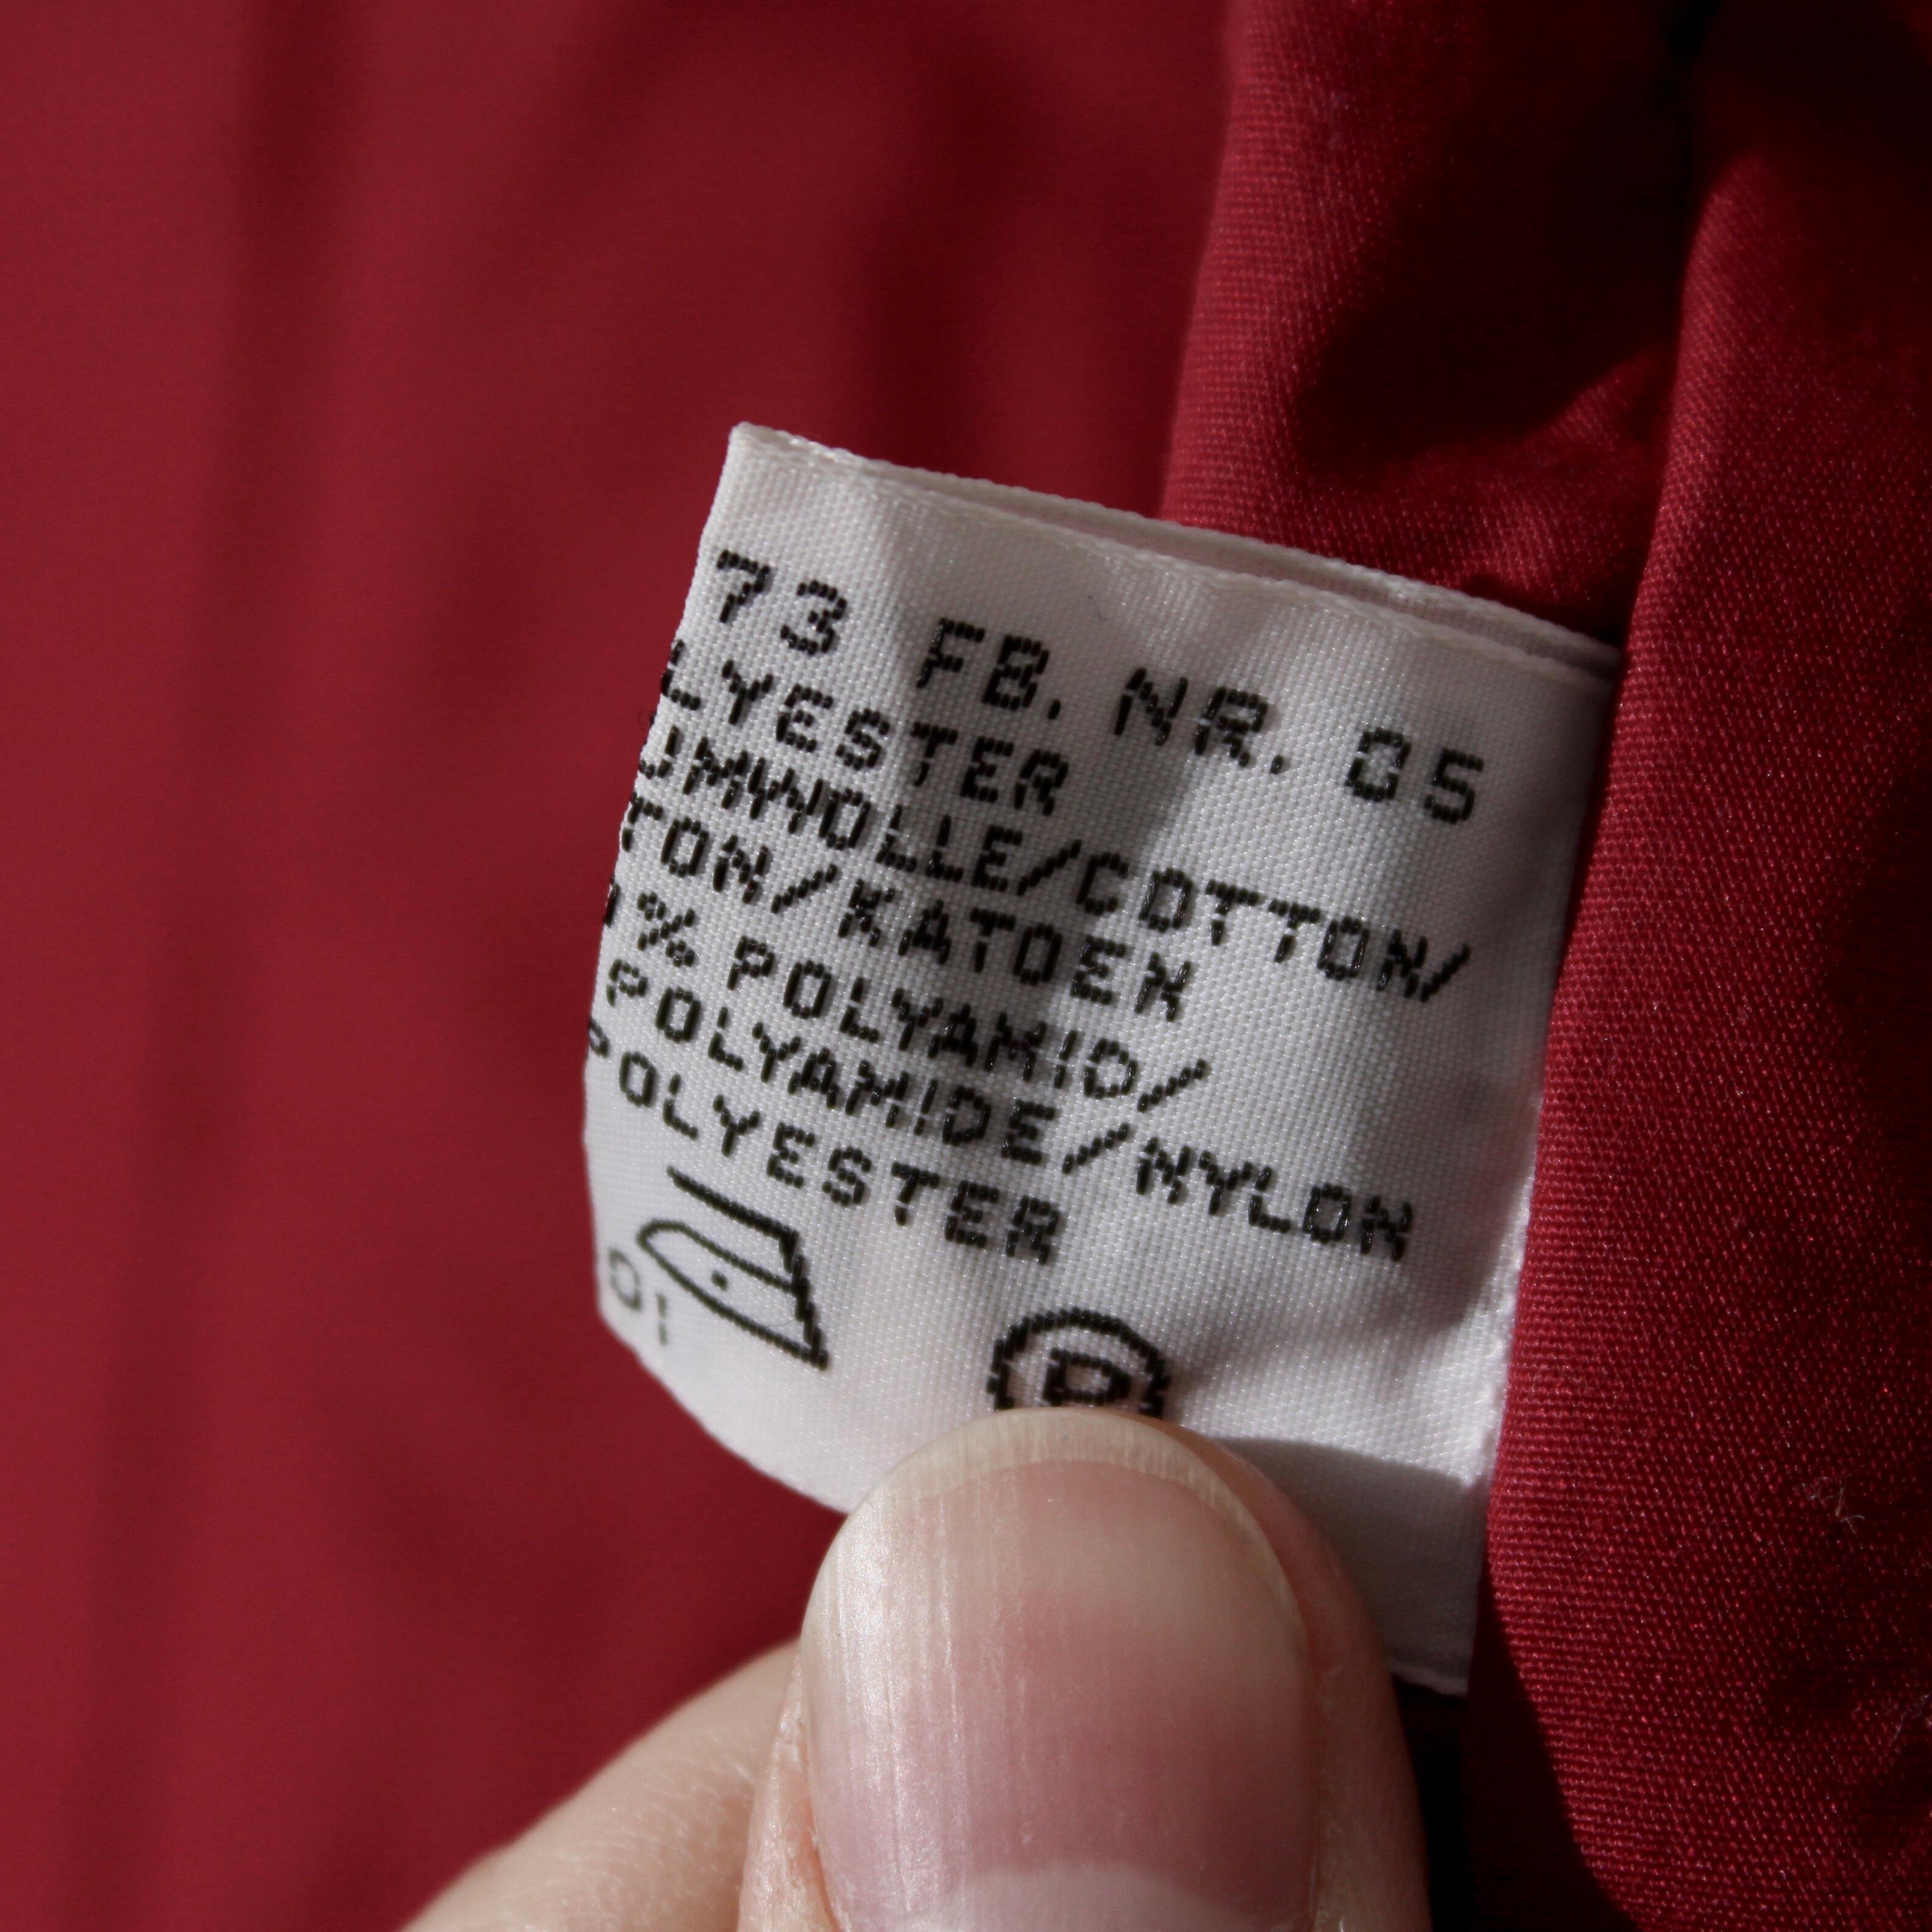 73 FB. NR. 05
LYESTER
UMWOLLE/COTTON/
TON/KATOEN
% POLYAMID/
POLYAMIDE/NYLON
POLYESTER
P